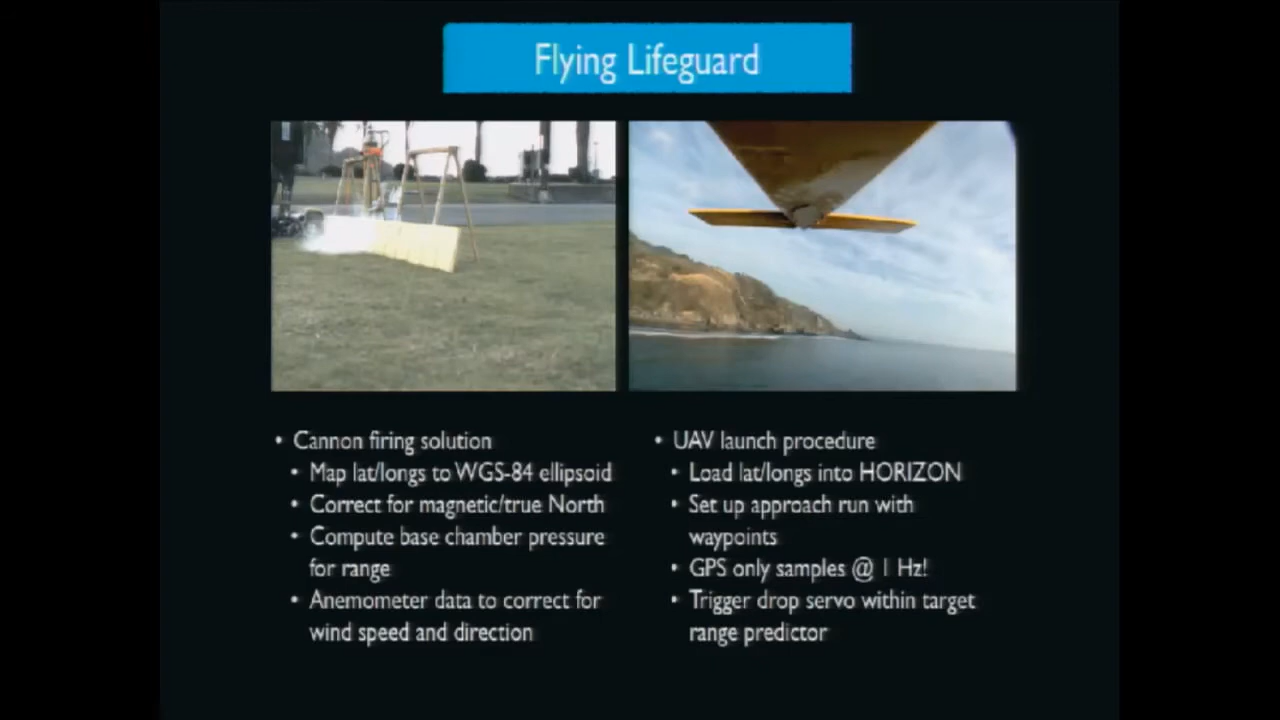 Flying Lifeguard
• Cannon firing solution
• Map lat/longs to WGS-84 ellipsoid
• Correct for magnetic/true North
• Compute base chamber pressure
for range
• Anemometer data to correct for
wind speed and direction
• UAV launch procedure
• Load lat/longs into HORIZON
• Set up approach run with
waypoints
• GPS only samples @ 1 Hz!
• Trigger drop servo within target
range predictor